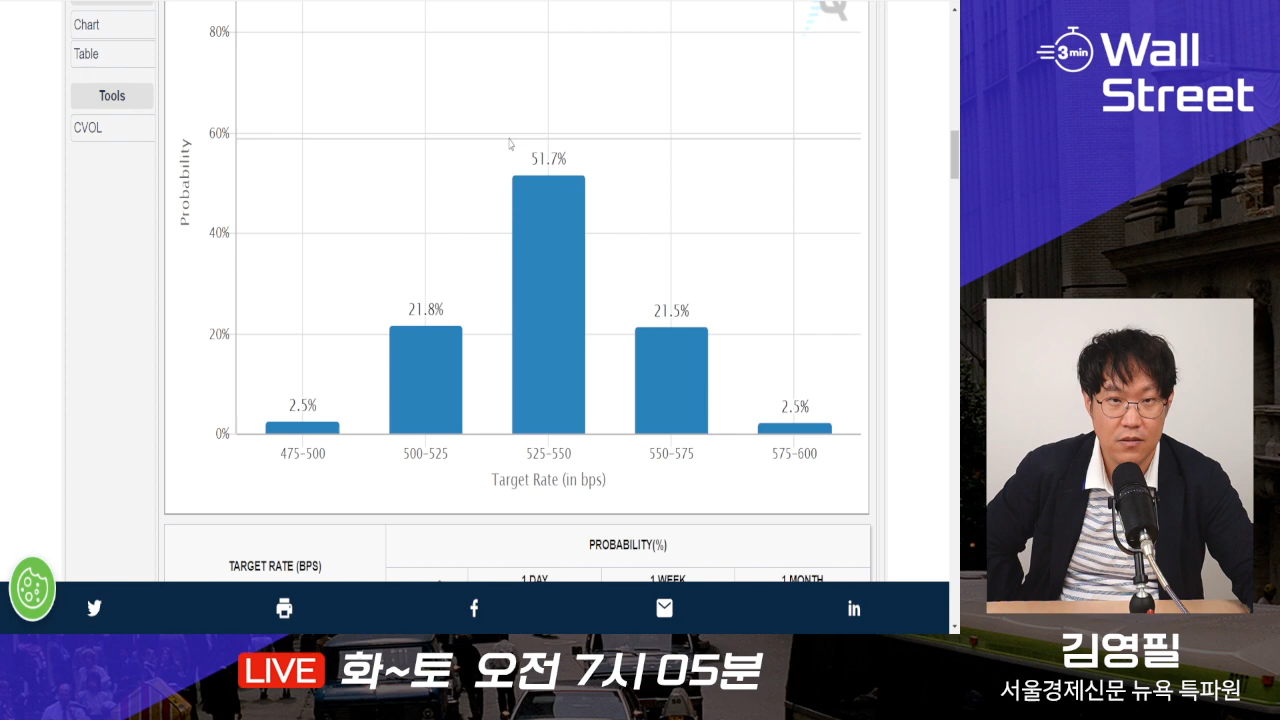 Chart
Table
Tools
CVOL
80%
60%
40%
20%
0%
Probability
2.5%
21.8%
51.7%
21.5%
2.5%
475-500
500-525
525-550
550-575
575-600
Target Rate (in bps)
TARGET RATE (BPS)
PROBABILITY(%)
1 DAY
1 WEEK
1 MONTH
3 min
Wall
Street
LIVE 화~토 오전 7시 05분
김영필
서울경제신문 뉴욕 특파원